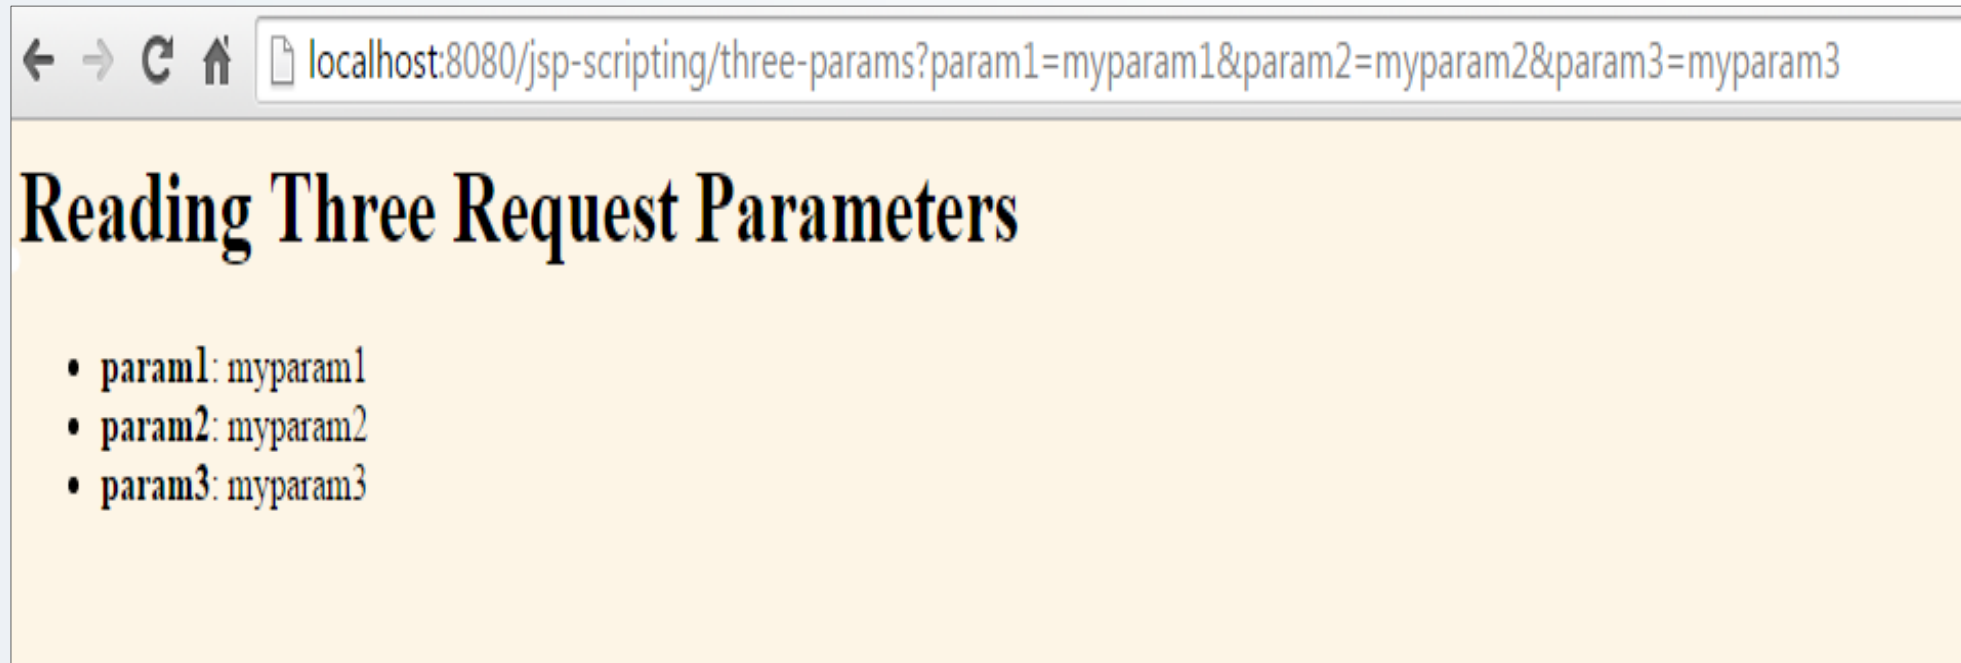 localhost:8080/jsp-scripting/three-params?param1=myparam1&param2=myparam2&param3=myparam3
Reading Three Request Parameters
• param1: myparam1
• param2: myparam2
• param3: myparam3